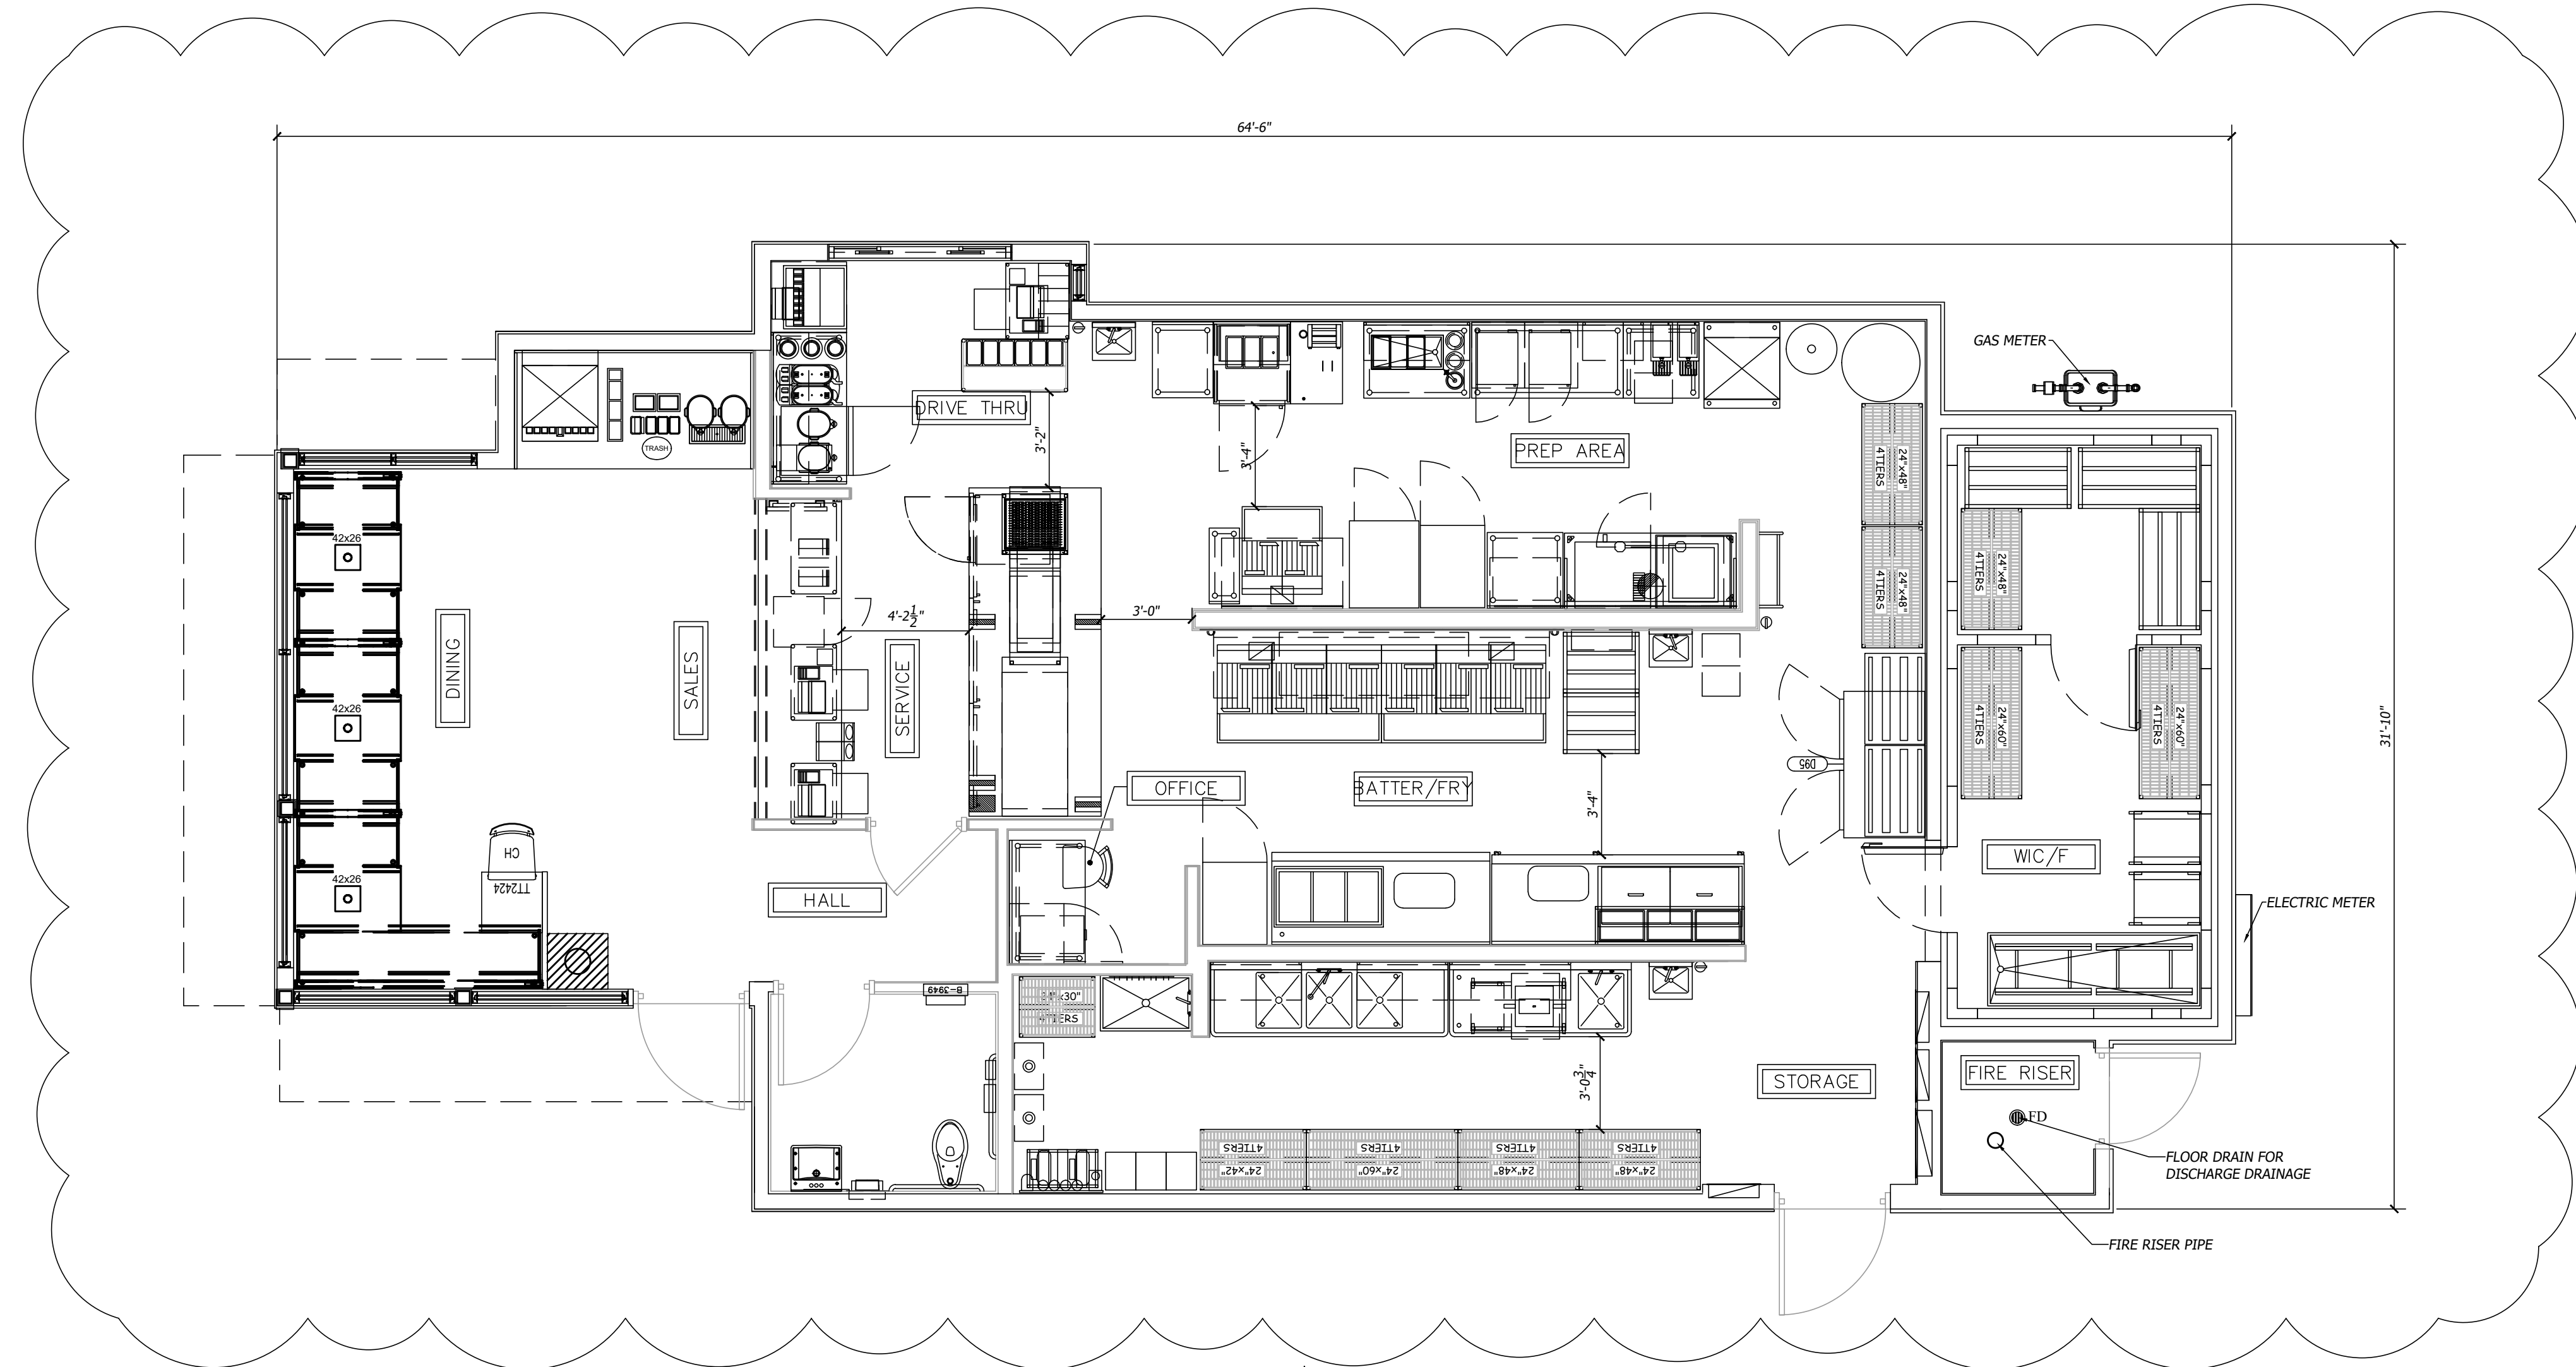 64'-6"
GAS METER
DRIVE THRU
TRASH
3'-2"
3'-4"
PREP AREA
24"x48"
4TIERS
24"x48"
4TIERS
24"x48"
4TIERS
42x26
4'-2 1/2"
3'-0"
DINING
SALES
SERVICE
24"x60"
4TIERS
24"x60"
4TIERS
42x26
31'-10"
D95
OFFICE
BATTER/FRY
3'-4"
CH
TT2424
WIC/F
42x26
HALL
ELECTRIC METER
B-3949
4TIERS
STORAGE
3'-0 3/4"
FIRE RISER
FD
24"x42"
4TIERS
24"x60"
4TIERS
24"x48"
4TIERS
24"x48"
4TIERS
FLOOR DRAIN FOR
DISCHARGE DRAINAGE
FIRE RISER PIPE